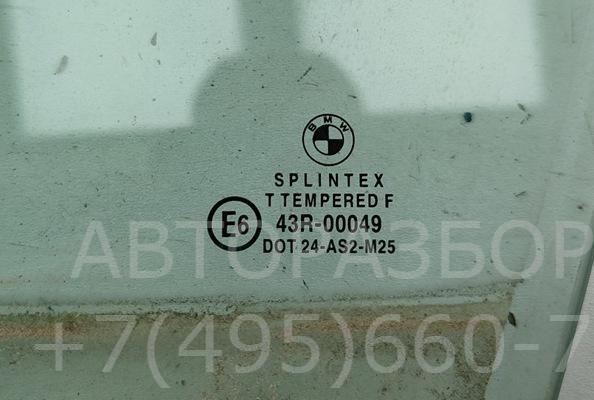 BMW
SPLINTEX
T TEMPERED F
E6 43R-00049
DOT 24-AS2-M25
АВТОРАЗБОР
+7(495)660-7